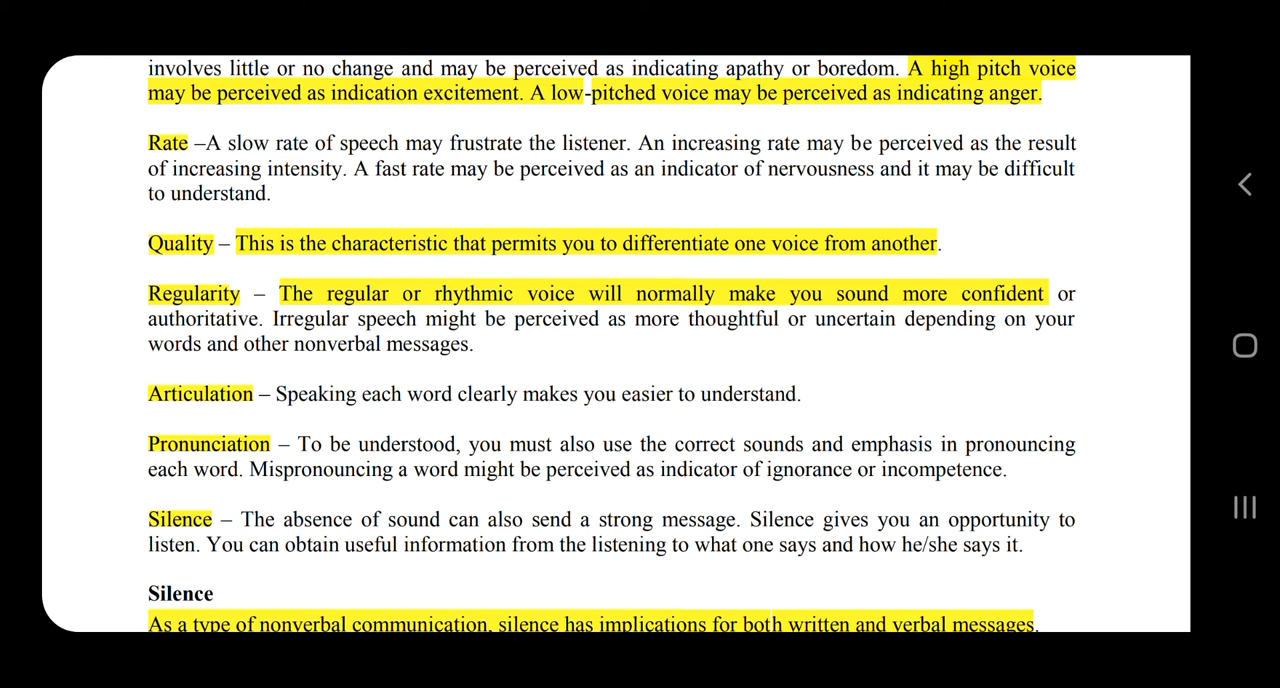 involves little or no change and may be perceived as indicating apathy or boredom. A high pitch voice
may be perceived as indication excitement. A low-pitched voice may be perceived as indicating anger.
Rate –A slow rate of speech may frustrate the listener. An increasing rate may be perceived as the result
of increasing intensity. A fast rate may be perceived as an indicator of nervousness and it may be difficult
to understand.
Quality – This is the characteristic that permits you to differentiate one voice from another.
Regularity – The regular or rhythmic voice will normally make you sound more confident or
authoritative. Irregular speech might be perceived as more thoughtful or uncertain depending on your
words and other nonverbal messages.
Articulation – Speaking each word clearly makes you easier to understand.
Pronunciation – To be understood, you must also use the correct sounds and emphasis in pronouncing
each word. Mispronouncing a word might be perceived as indicator of ignorance or incompetence.
Silence – The absence of sound can also send a strong message. Silence gives you an opportunity to
listen. You can obtain useful information from the listening to what one says and how he/she says it.
Silence
As a type of nonverbal communication, silence has implications for both written and verbal messages.